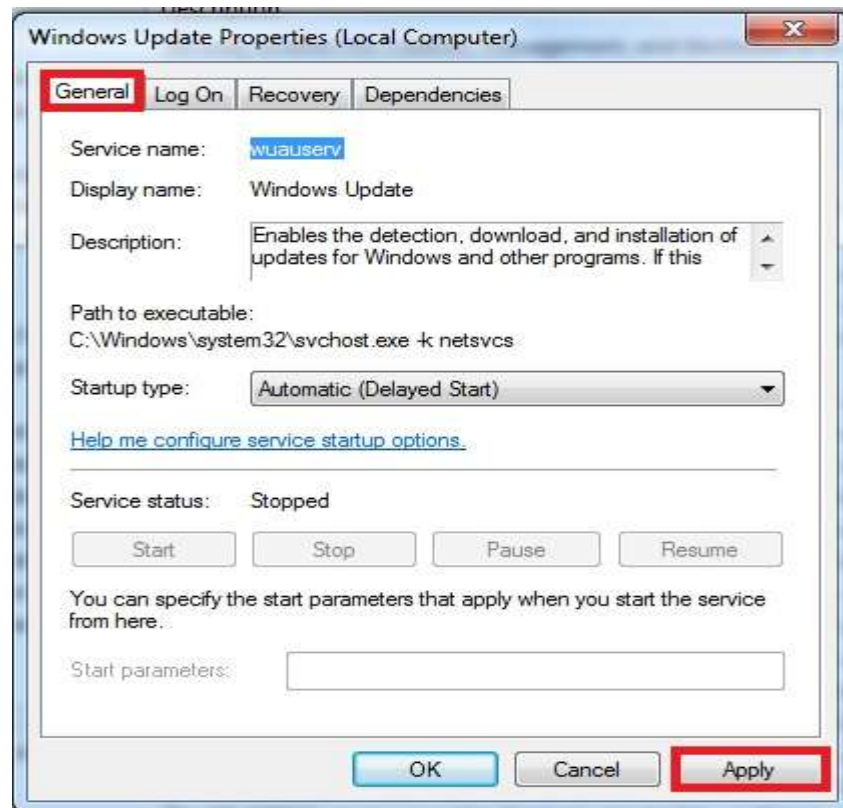 Description
Windows Update Properties (Local Computer)
General Log On Recovery Dependencies
Service name: wuauserv
Display name: Windows Update
Description: Enables the detection, download, and installation of
updates for Windows and other programs. If this
Path to executable:
C:\Windows\system32\svchost.exe -k netsvcs
Startup type: Automatic (Delayed Start)
Help me configure service startup options.
Service status: Stopped
Start Stop Pause Resume
You can specify the start parameters that apply when you start the service
from here.
Start parameters:
OK Cancel Apply